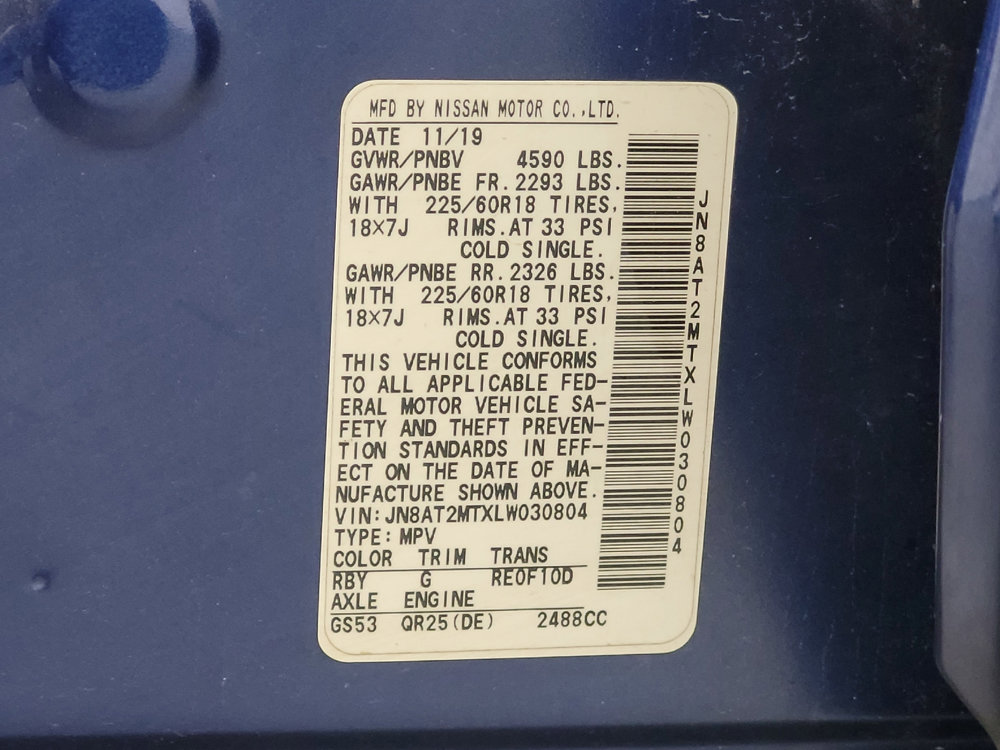 MFD BY NISSAN MOTOR CO.,LTD.
DATE 11/19
GVWR/PNBV 4590 LBS.
GAWR/PNBE FR. 2293 LBS.
WITH 225/60R18 TIRES,
18×7J RIMS.AT 33 PSI
COLD SINGLE.
GAWR/PNBE RR. 2326 LBS.
WITH 225/60R18 TIRES,
18×7J RIMS.AT 33 PSI
COLD SINGLE.
THIS VEHICLE CONFORMS
TO ALL APPLICABLE FED-
ERAL MOTOR VEHICLE SA-
FETY AND THEFT PREVEN-
TION STANDARDS IN EFF-
ECT ON THE DATE OF MA-
NUFACTURE SHOWN ABOVE.
VIN:JN8AT2MTXLW030804
TYPE:MPV
COLOR TRIM TRANS
RBY G RE0F10D
AXLE ENGINE
GS53 QR25(DE) 2488CC
JN8AT2MTXLW030804